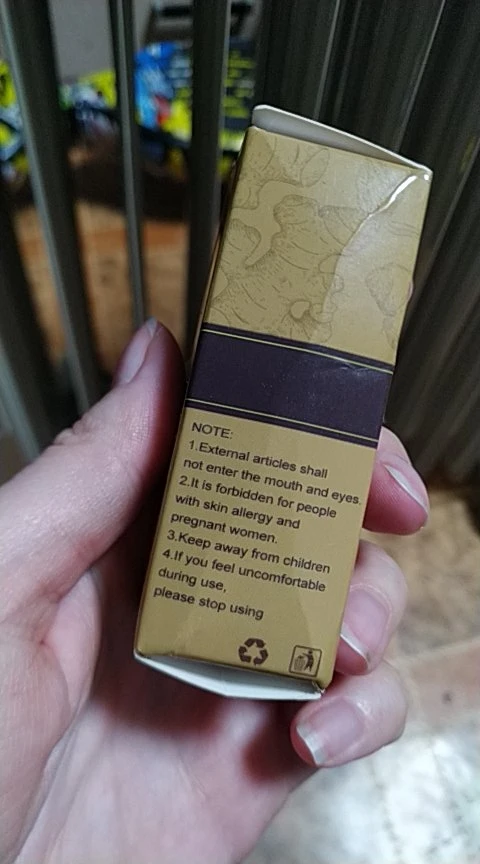 NOTE:
1.External articles shall
not enter the mouth and eyes.
2.It is forbidden for people
with skin allergy and
pregnant women.
3.Keep away from children
4.If you feel uncomfortable
during use,
please stop using